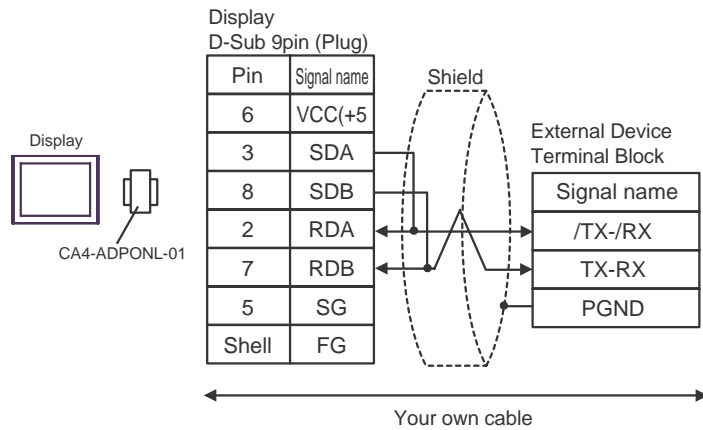 Display
D-Sub 9pin (Plug)
Pin Signal name
6 VCC(+5
3 SDA
8 SDB
2 RDA
7 RDB
5 SG
Shell FG
Shield
External Device
Terminal Block
Signal name
/TX-/RX
TX-RX
PGND
Display
CA4-ADPONL-01
Your own cable